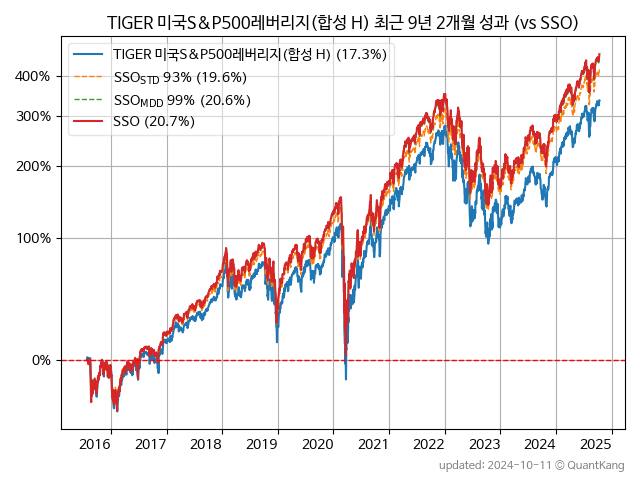 TIGER 미국S&P500레버리지(합성 H) 최근 9년 2개월 성과 (vs SSO)
TIGER 미국S&P500레버리지(합성 H) (17.3%)
SSO_STD 93% (19.6%)
SSO_MDD 99% (20.6%)
SSO (20.7%)
400%
300%
200%
100%
0%
2016 2017 2018 2019 2020 2021 2022 2023 2024 2025
updated: 2024-10-11 © QuantKang